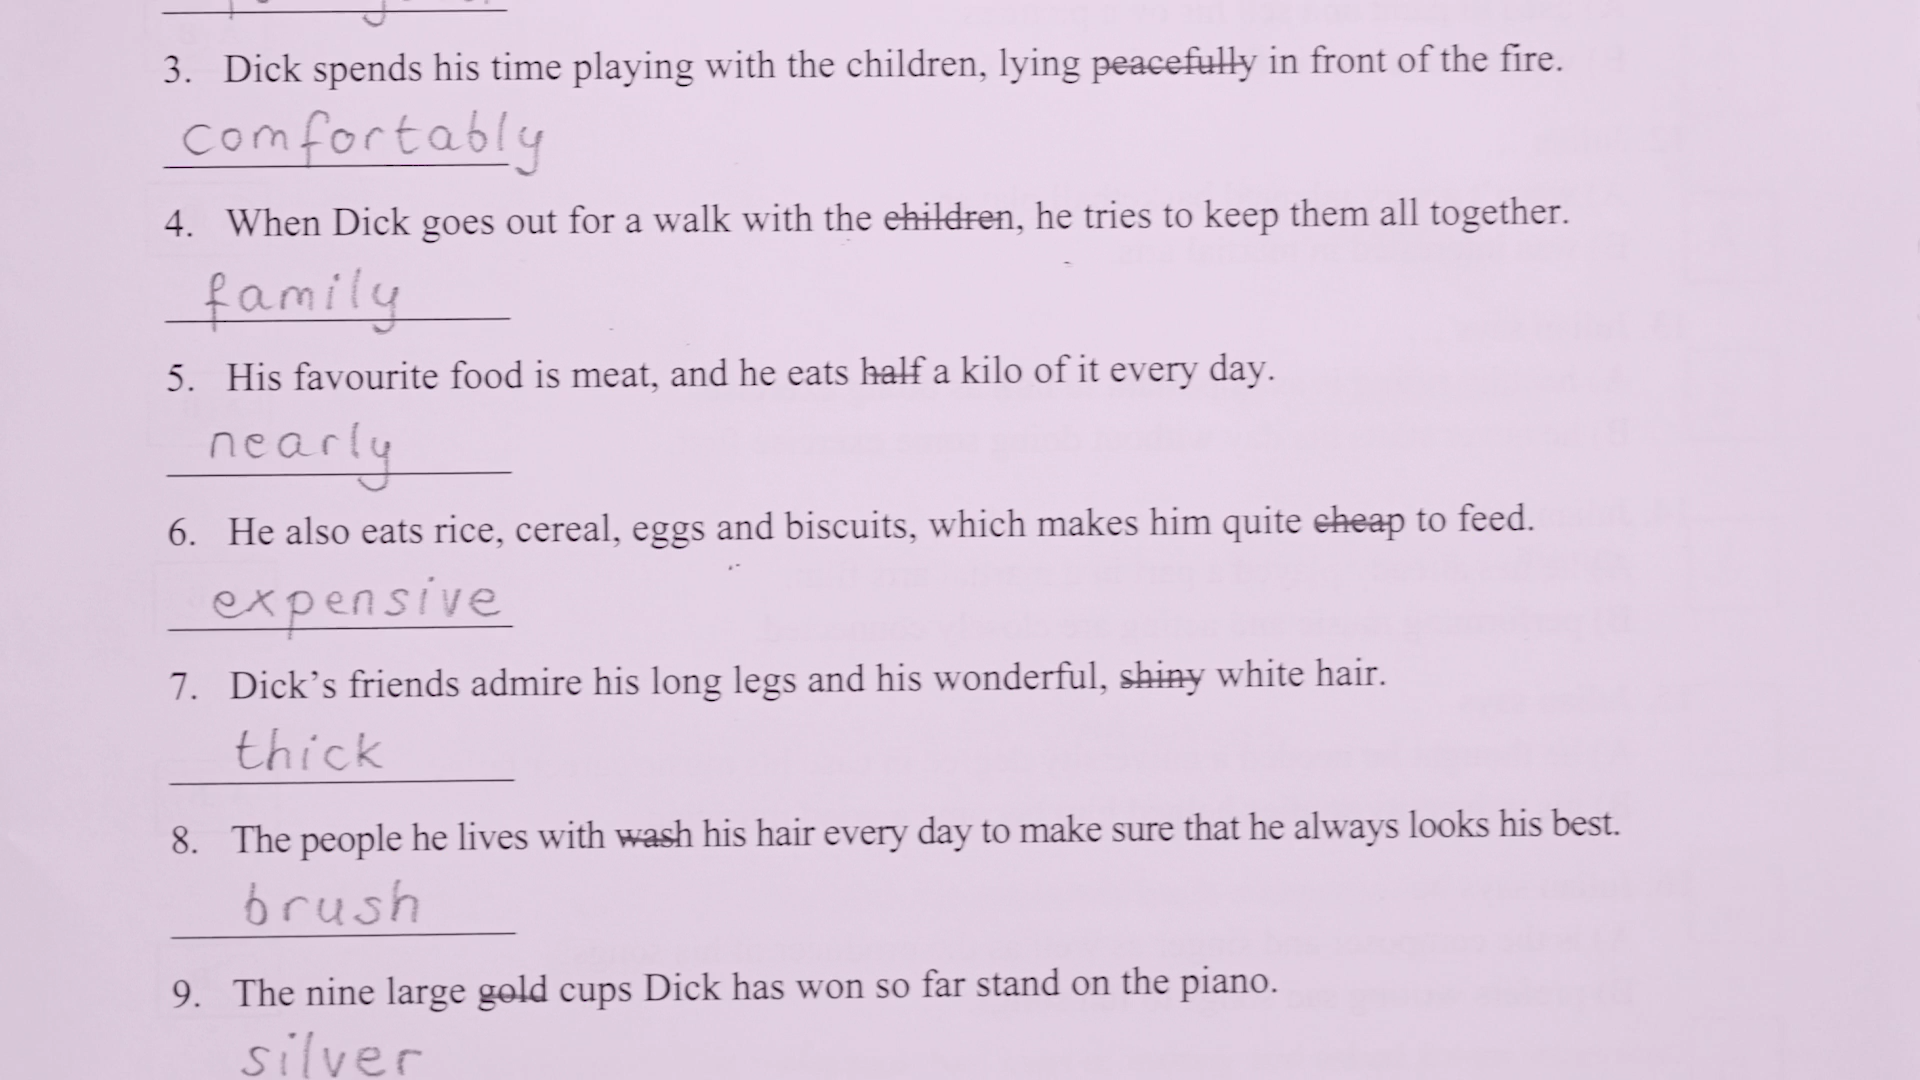 3. Dick spends his time playing with the children, lying peacefully in front of the fire.
comfortably
4. When Dick goes out for a walk with the children, he tries to keep them all together.
family
5. His favourite food is meat, and he eats half a kilo of it every day.
nearly
6. He also eats rice, cereal, eggs and biscuits, which makes him quite cheap to feed.
expensive
7. Dick's friends admire his long legs and his wonderful, shiny white hair.
thick
8. The people he lives with wash his hair every day to make sure that he always looks his best.
brush
9. The nine large gold cups Dick has won so far stand on the piano.
silver